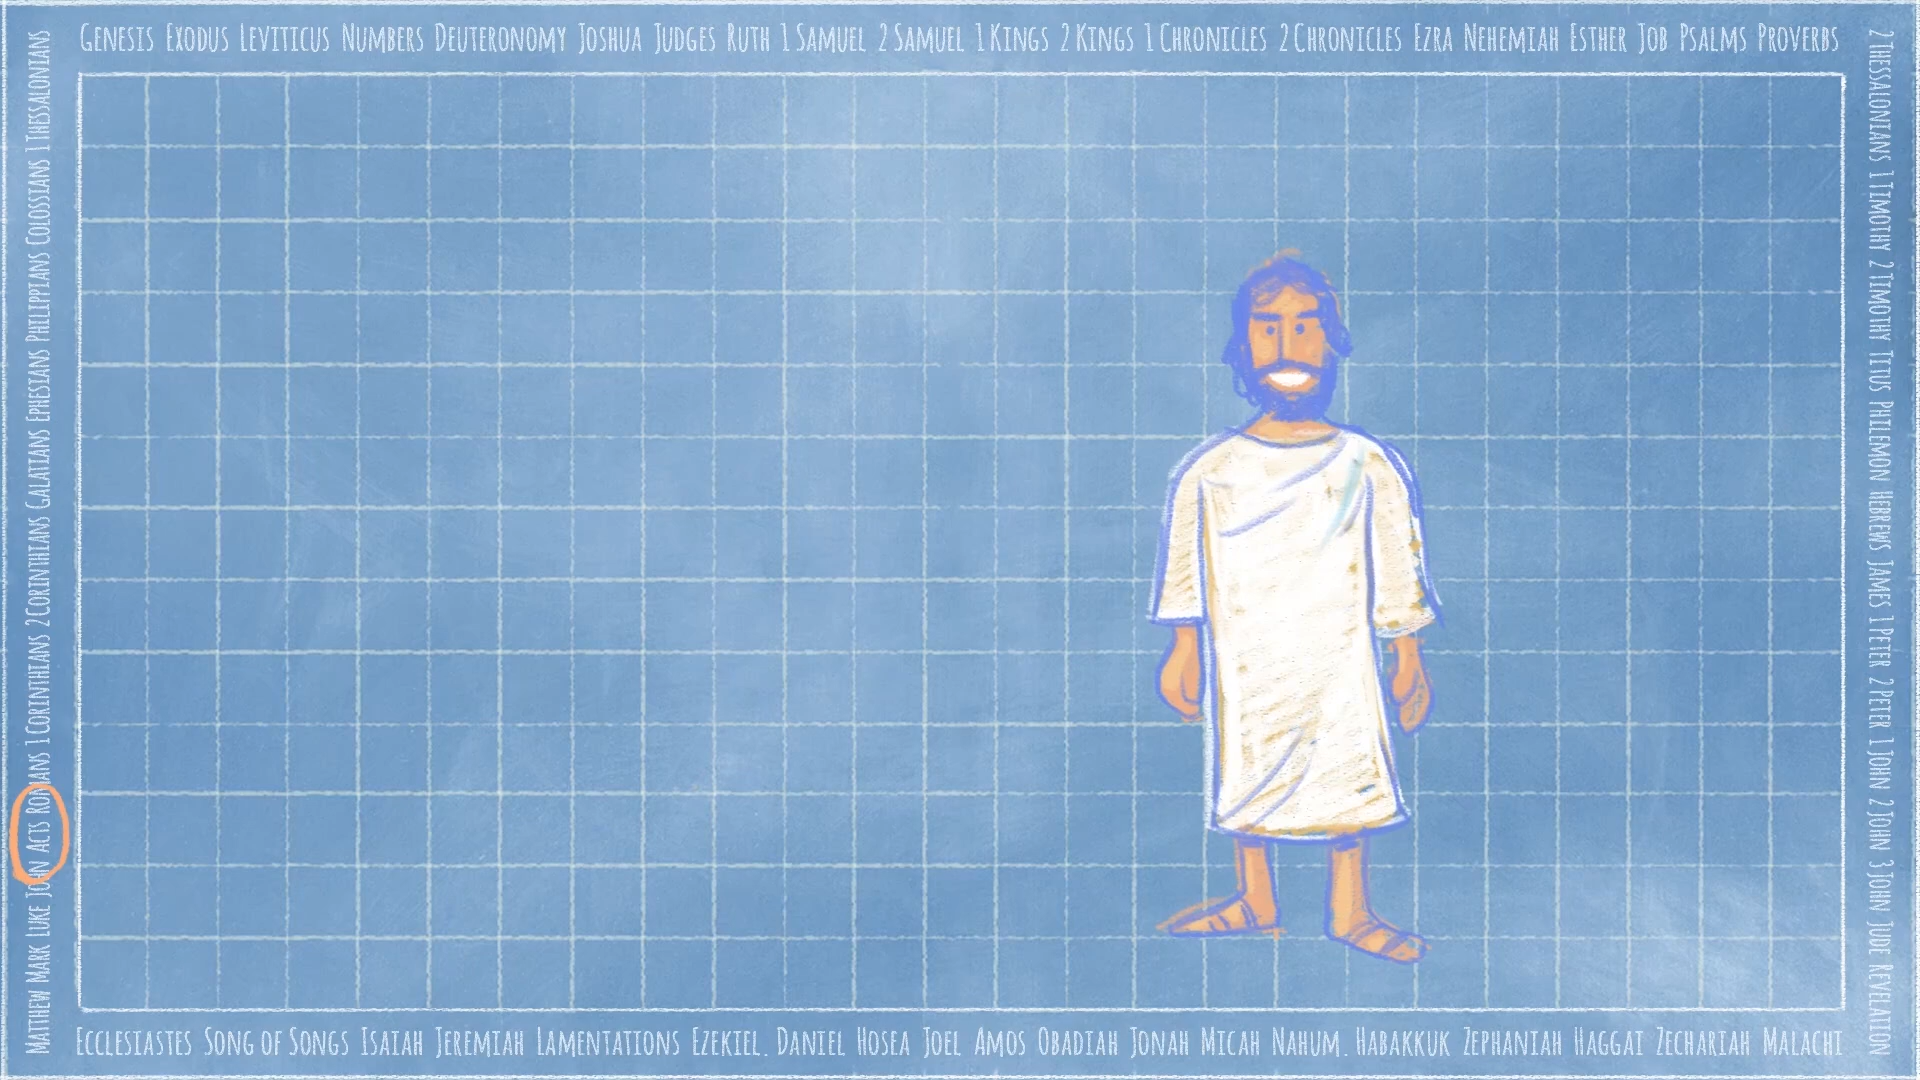 Genesis Exodus Leviticus Numbers Deuteronomy Joshua Judges Ruth 1 Samuel 2 Samuel 1 Kings 2 Kings 1 Chronicles 2 Chronicles Ezra Nehemiah Esther Job Psalms Proverbs
Ecclesiastes Song of Songs Isaiah Jeremiah Lamentations Ezekiel. Daniel Hosea Joel Amos Obadiah Jonah Micah Nahum. Habakkuk Zephaniah Haggai Zechariah Malachi
Matthew Mark Luke John Acts Romans 1 Corinthians 2 Corinthians Galatians Ephesians Philippians Colossians 1 Thessalonians
2 Thessalonians 1 Timothy 2 Timothy Titus Philemon Hebrews James 1 Peter 2 Peter 1 John 2 John 3 John Jude Revelation